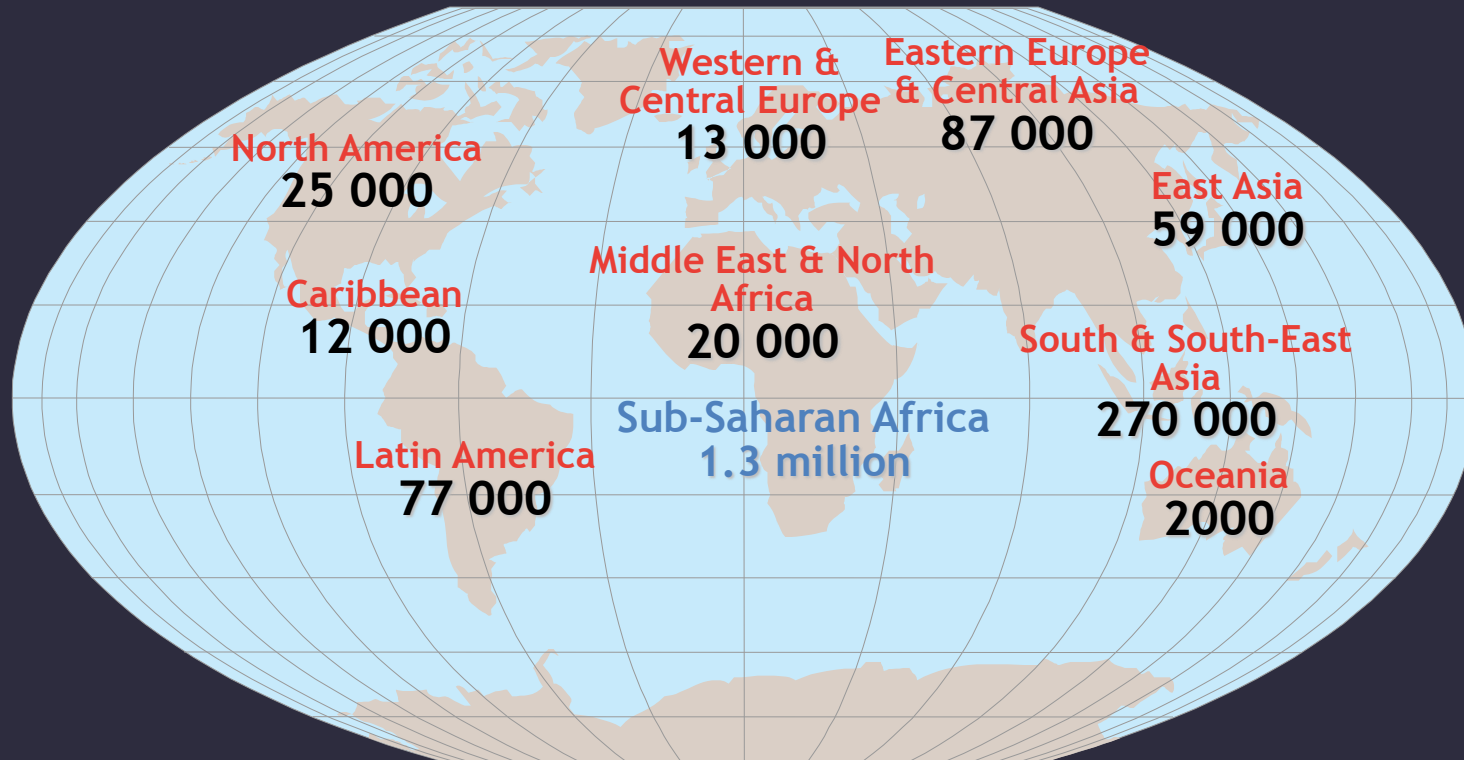 Western &
Central Europe
13 000
Eastern Europe
& Central Asia
87 000
North America
25 000
East Asia
59 000
Middle East & North
Africa
20 000
Caribbean
12 000
South & South-East
Asia
270 000
Sub-Saharan Africa
1.3 million
Latin America
77 000
Oceania
2000